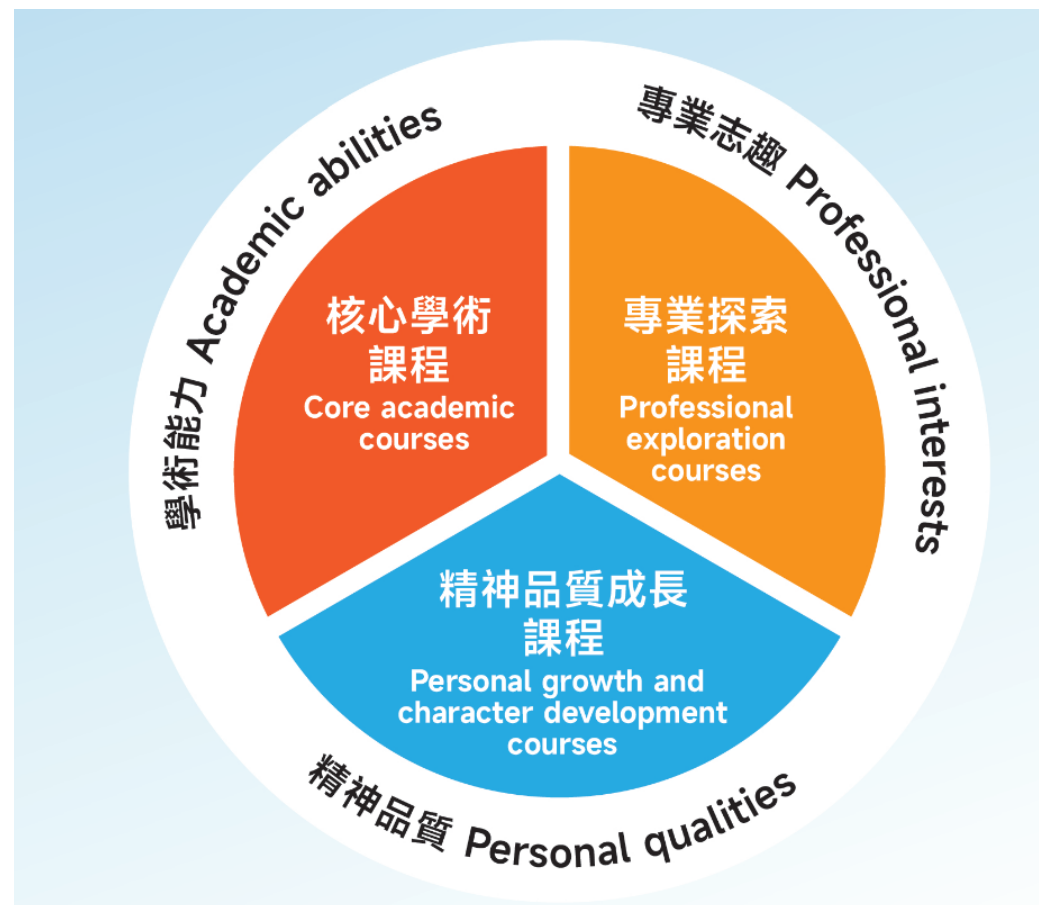 學術能力 Academic abilities
專業志趣 Professional interests
核心學術
課程
Core academic
courses
專業探索
課程
Professional
exploration
courses
精神品質成長
課程
Personal growth and
character development
courses
精神品質 Personal qualities